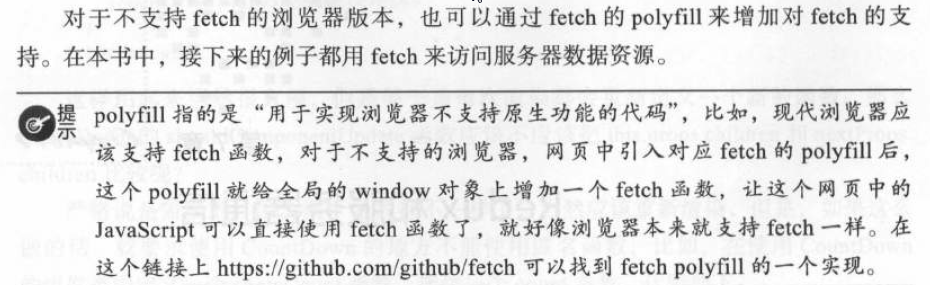 对于不支持 fetch 的浏览器版本，也可以通过 fetch 的 polyfill 来增加对 fetch 的支
持。在本书中，接下来的例子都用 fetch 来访问服务器数据资源。
提示 polyfill 指的是“用于实现浏览器不支持原生功能的代码”，比如，现代浏览器应
该支持 fetch 函数，对于不支持的浏览器，网页中引入对应 fetch 的 polyfill 后，
这个 polyfill 就给全局的 window 对象上增加一个 fetch 函数，让这个网页中的
JavaScript 可以直接使用 fetch 函数了，就好像浏览器本来就支持 fetch 一样。在
这个链接上 https://github.com/github/fetch 可以找到 fetch polyfill 的一个实现。